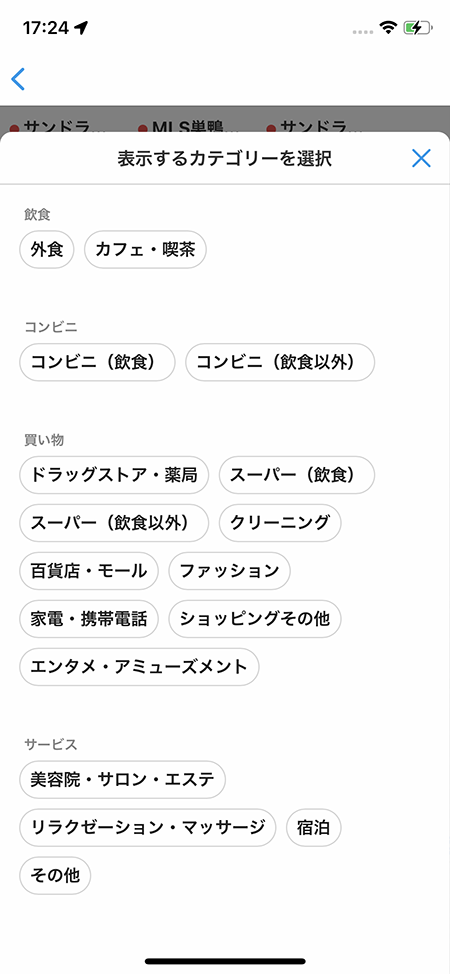 17:24
サンドラ... MLS巣鴨... サンドラ...
表示するカテゴリーを選択
飲食
外食 カフェ・喫茶
コンビニ
コンビニ（飲食） コンビニ（飲食以外）
買い物
ドラッグストア・薬局 スーパー（飲食）
スーパー（飲食以外） クリーニング
百貨店・モール ファッション
家電・携帯電話 ショッピングその他
エンタメ・アミューズメント
サービス
美容院・サロン・エステ
リラクゼーション・マッサージ 宿泊
その他